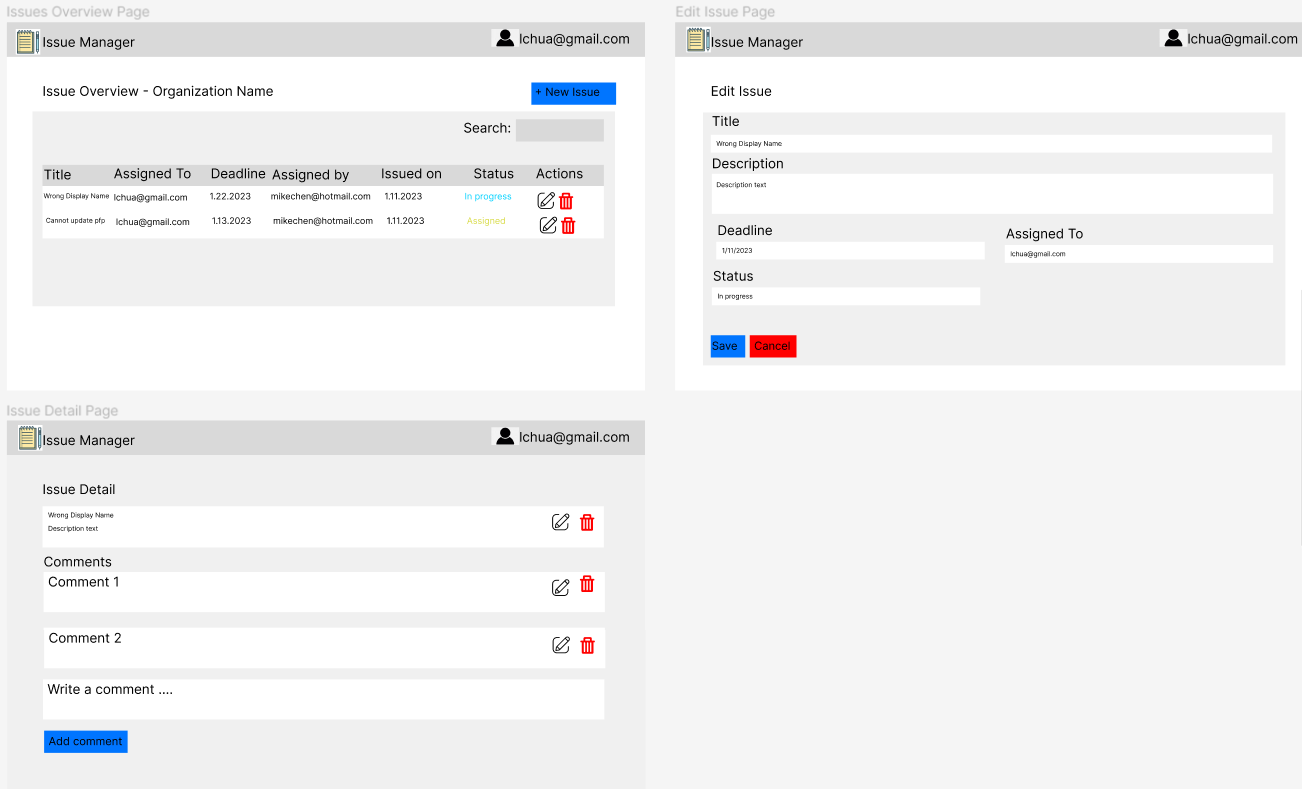 Issues Overview Page
Issue Manager
lchua@gmail.com
Issue Overview - Organization Name
+ New Issue
Search:
Title Assigned To Deadline Assigned by Issued on Status Actions
Wrong Display Name lchua@gmail.com 1.22.2023 mikechen@hotmail.com 1.11.2023 In progress
Cannot update pfp lchua@gmail.com 1.13.2023 mikechen@hotmail.com 1.11.2023 Assigned
Edit Issue Page
Issue Manager
lchua@gmail.com
Edit Issue
Title
Wrong Display Name
Description
Description text
Deadline
1/11/2023
Assigned To
lchua@gmail.com
Status
In progress
Save Cancel
Issue Detail Page
Issue Manager
lchua@gmail.com
Issue Detail
Wrong Display Name
Description text
Comments
Comment 1
Comment 2
Write a comment ....
Add comment